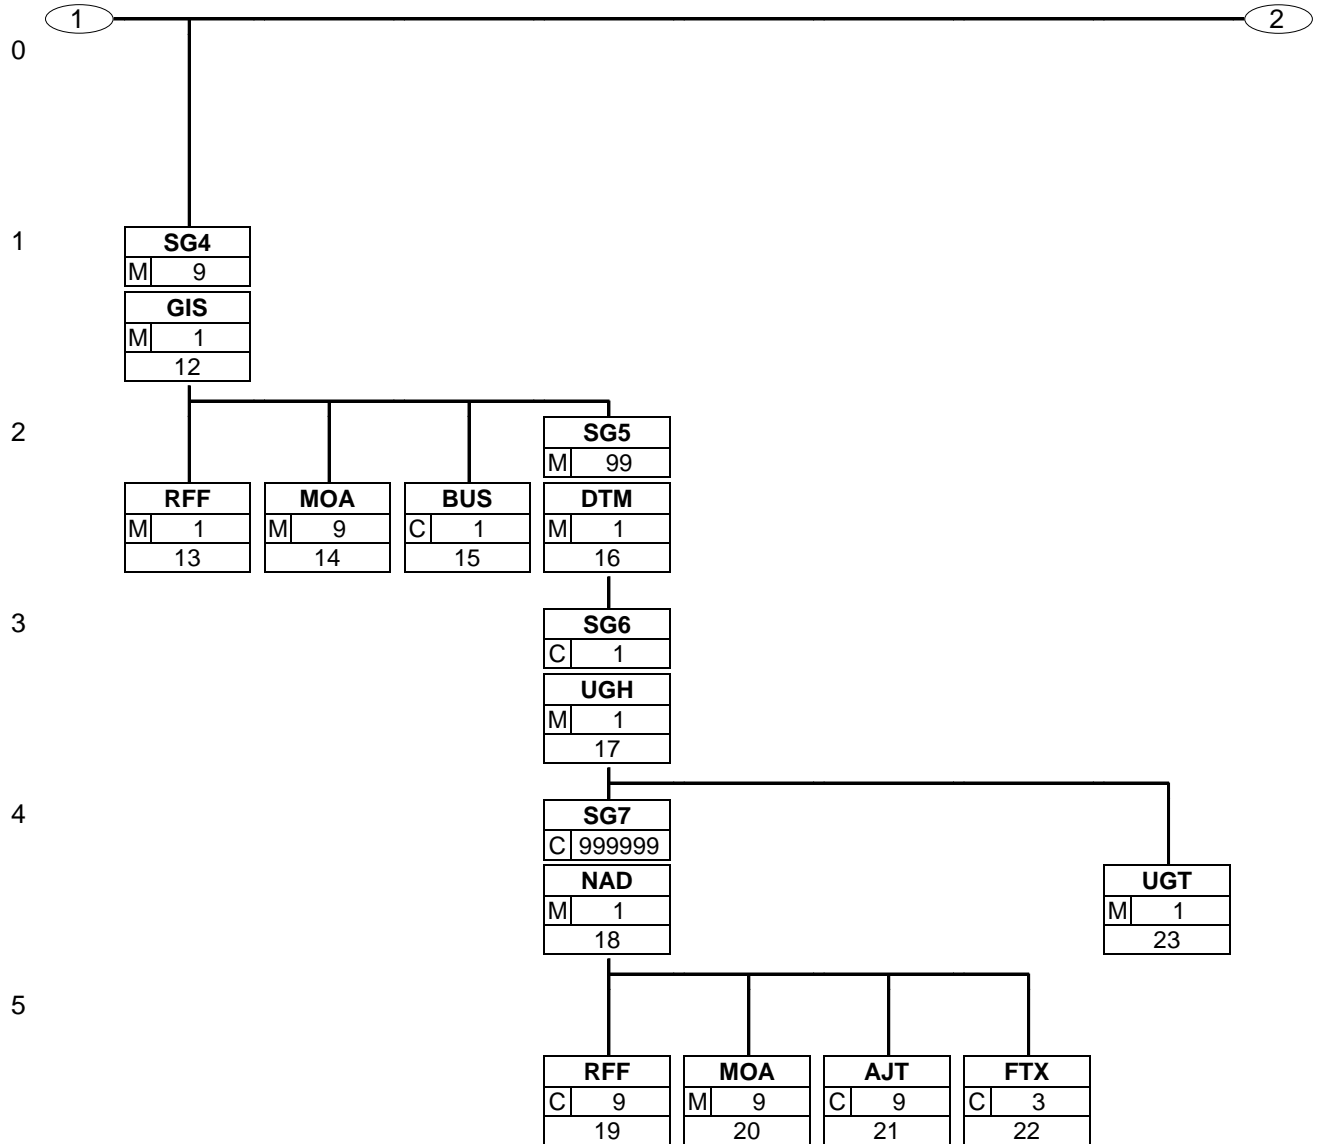 1 2
0
1 SG4
M 9
GIS
M 1
12
2 SG5
M 99
RFF MOA BUS DTM
M 1 M 9 C 1 M 1
13 14 15 16
3 SG6
C 1
UGH
M 1
17
4 SG7
C 999999
NAD UGT
M 1 M 1
18 23
5
RFF MOA AJT FTX
C 9 M 9 C 9 C 3
19 20 21 22